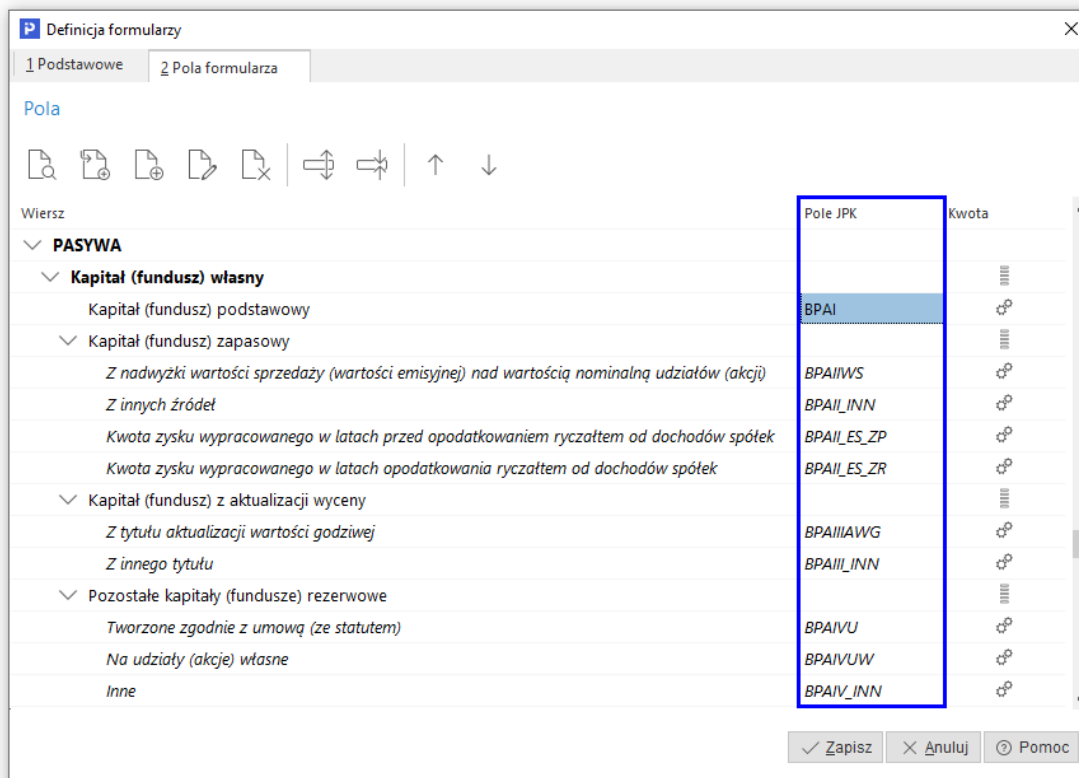 Definicja formularzy
1 Podstawowe 2 Pola formularza
Pola
Wiersz Pole JPK Kwota
PASYWA
Kapitał (fundusz) własny
Kapitał (fundusz) podstawowy BPAI
Kapitał (fundusz) zapasowy
Z nadwyżki wartości sprzedaży (wartości emisyjnej) nad wartością nominalną udziałów (akcji) BPAIIWS
Z innych źródeł BPAII_INN
Kwota zysku wypracowanego w latach przed opodatkowaniem ryczałtem od dochodów spółek BPAII_ES_ZP
Kwota zysku wypracowanego w latach opodatkowania ryczałtem od dochodów spółek BPAII_ES_ZR
Kapitał (fundusz) z aktualizacji wyceny
Z tytułu aktualizacji wartości godziwej BPAIIIAWG
Z innego tytułu BPAIII_INN
Pozostałe kapitały (fundusze) rezerwowe
Tworzone zgodnie z umową (ze statutem) BPAIVU
Na udziały (akcje) własne BPAIVUW
Inne BPAIV_INN
Zapisz Anuluj Pomoc